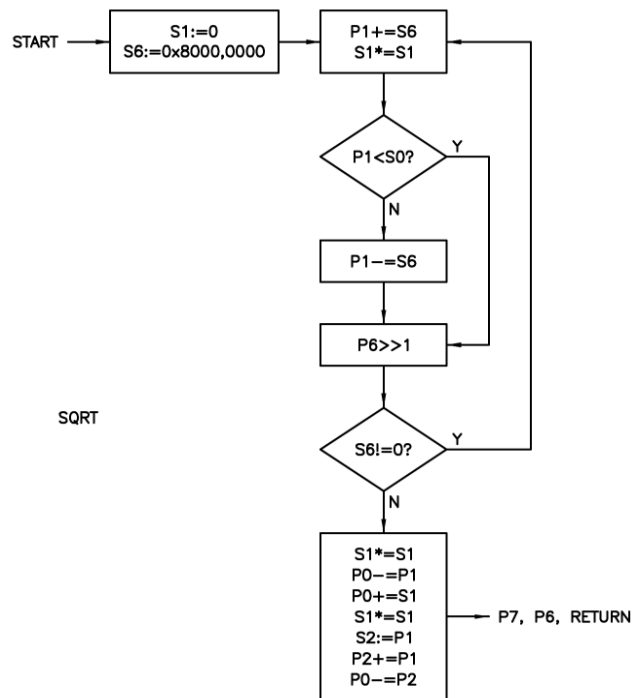 START
S1:=0
S6:=0x8000,0000
P1+=S6
S1*=S1
P1<S0?
Y
N
P1-=S6
P6>>1
SQRT
S6!=0?
Y
N
S1*=S1
P0-=P1
P0+=S1
S1*=S1
S2:=P1
P2+=P1
P0-=P2
P7, P6, RETURN